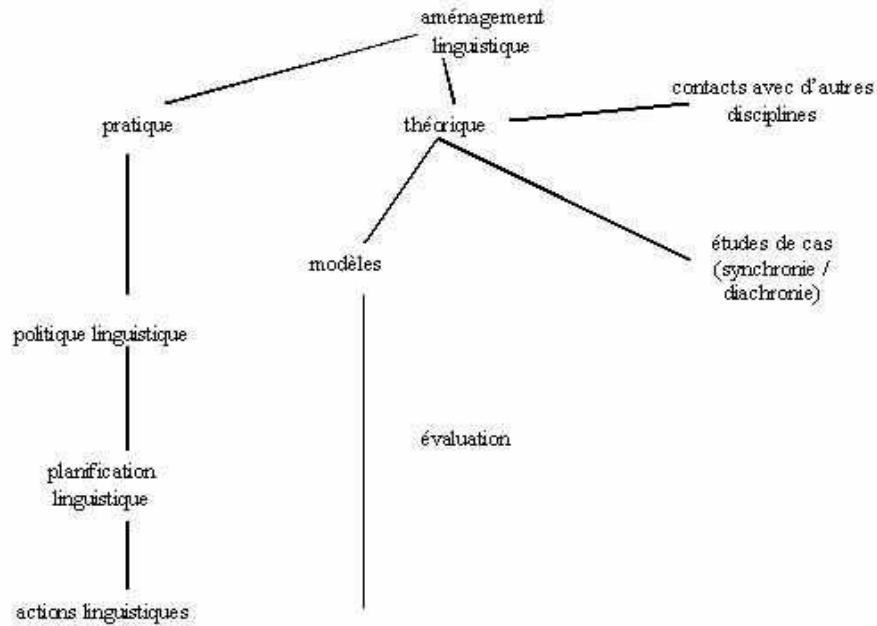 aménagement
linguistique
contacts avec d'autres
disciplines
pratique
théorique
études de cas
(synchronie /
diachronie)
modèles
politique linguistique
évaluation
planification
linguistique
actions linguistiques